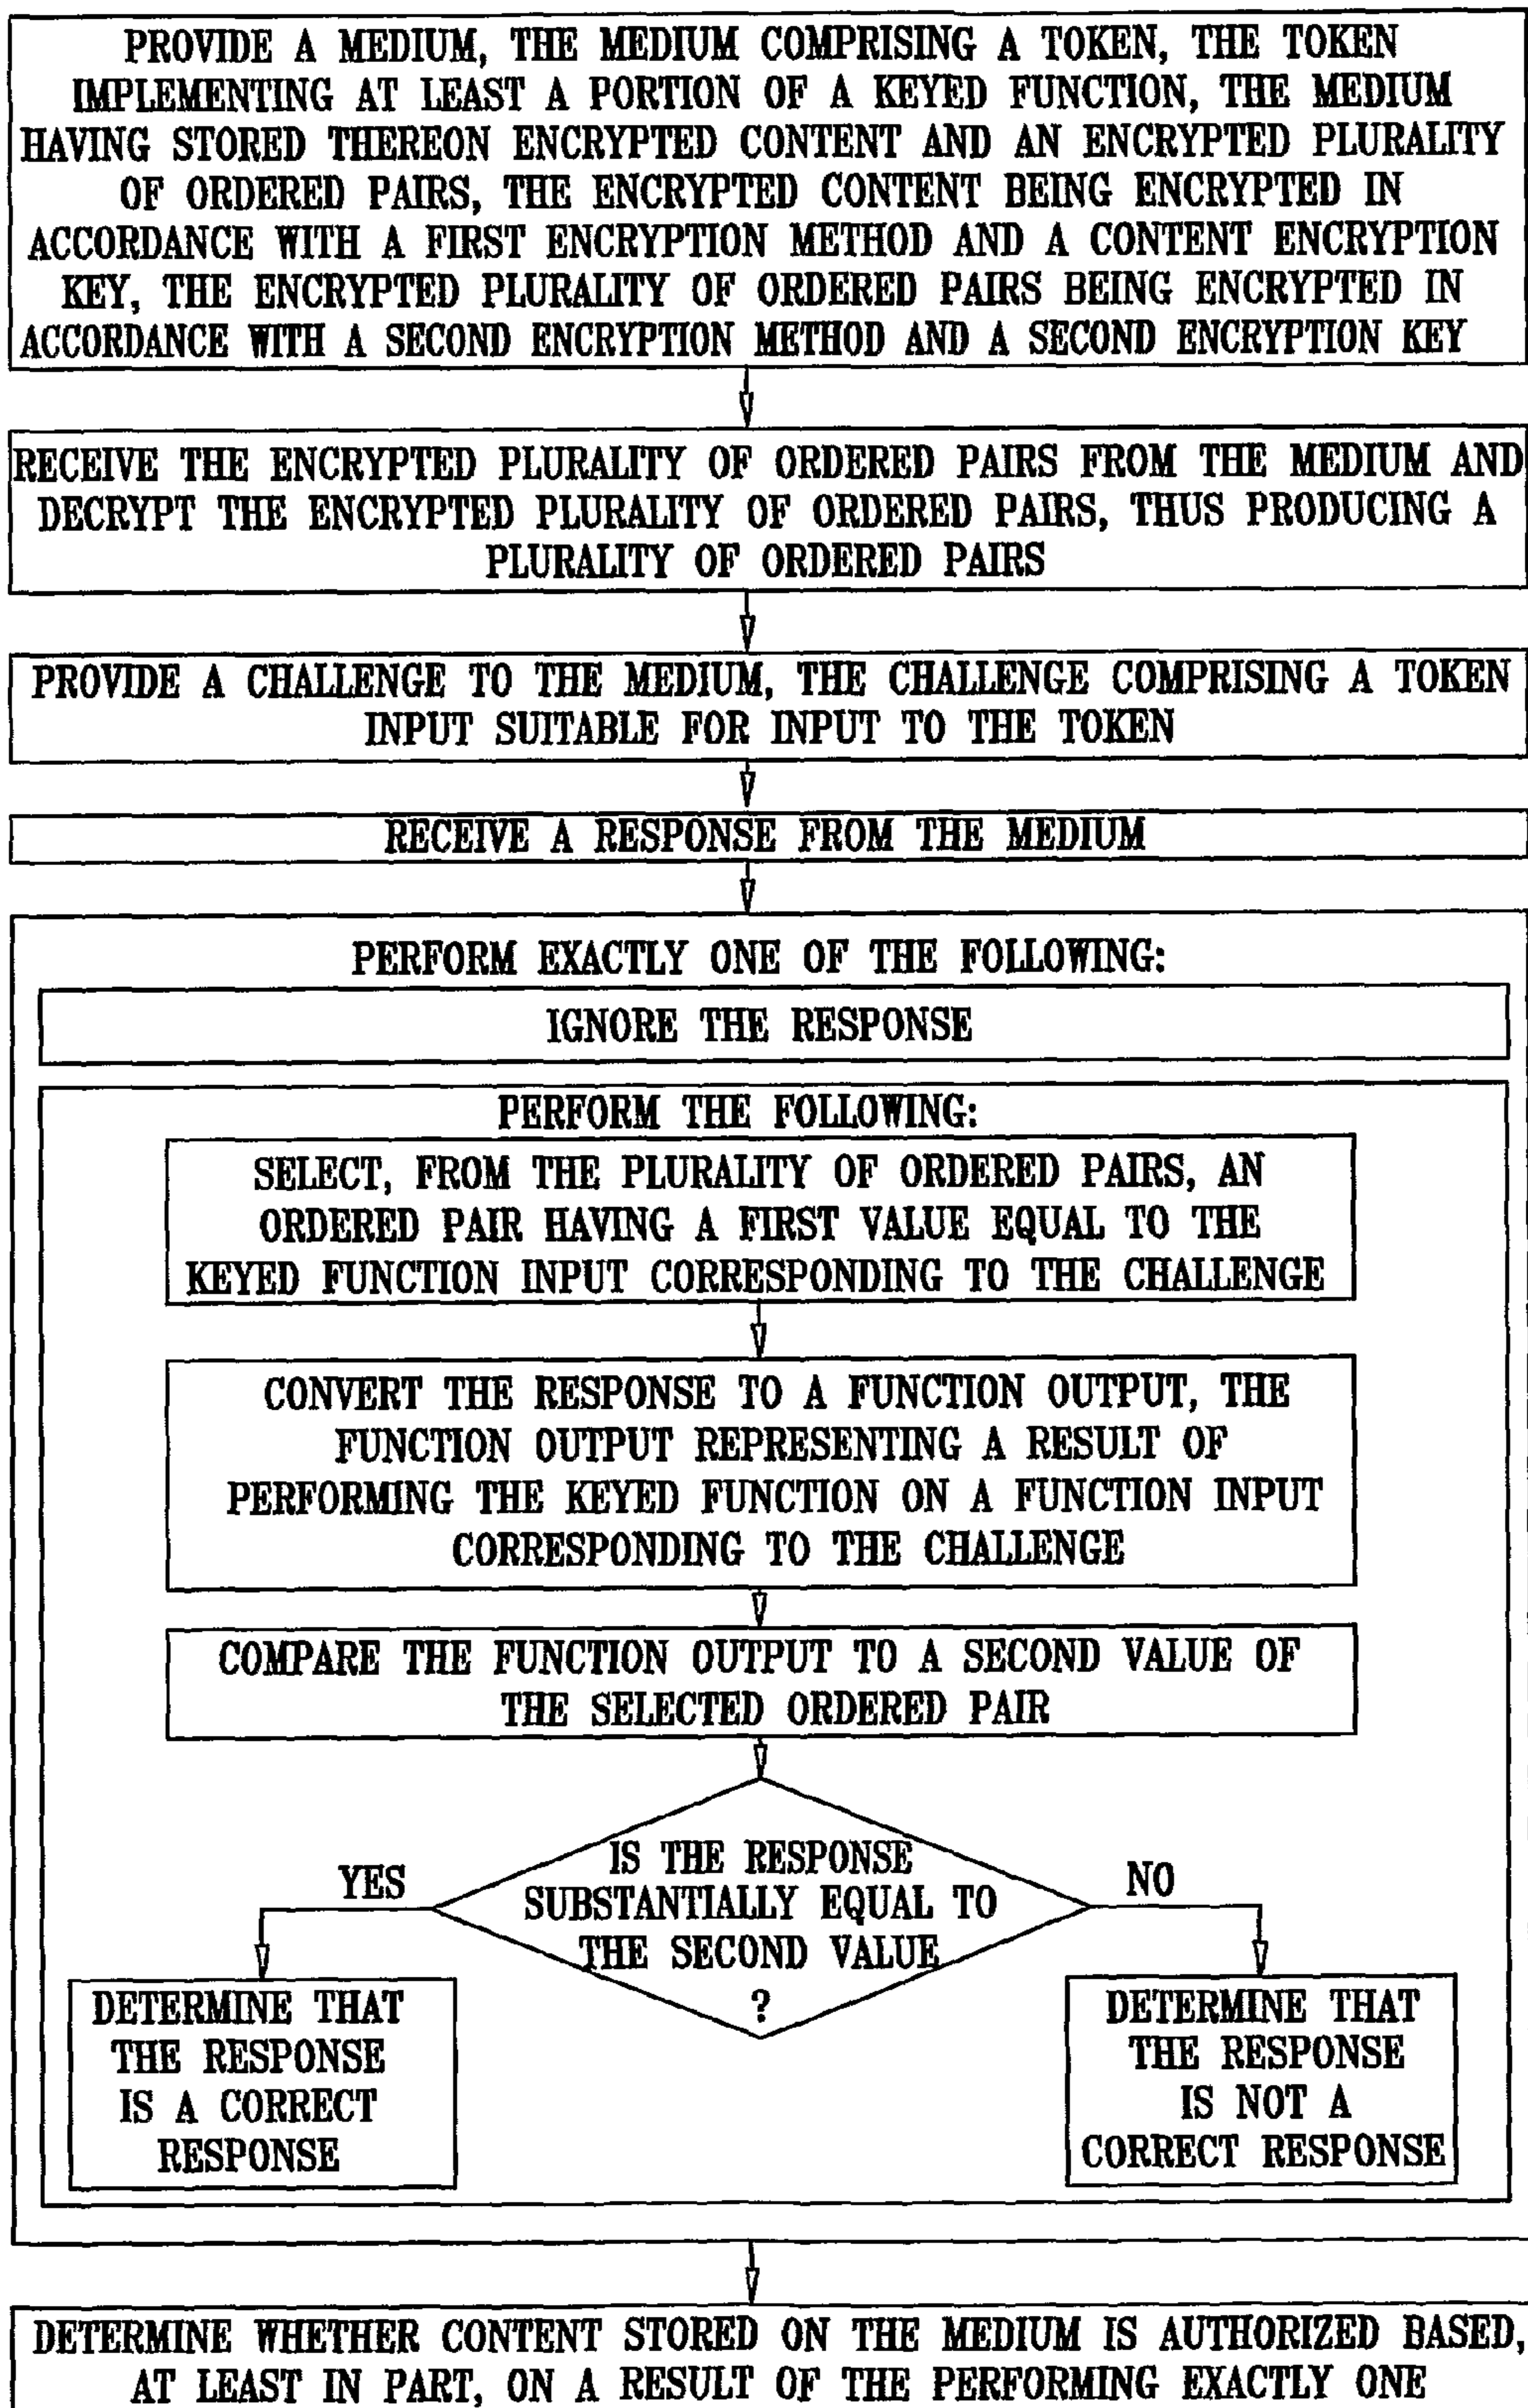 PROVIDE A MEDIUM, THE MEDIUM COMPRISING A TOKEN, THE TOKEN
IMPLEMENTING AT LEAST A PORTION OF A KEYED FUNCTION, THE MEDIUM
HAVING STORED THEREON ENCRYPTED CONTENT AND AN ENCRYPTED PLURALITY
OF ORDERED PAIRS, THE ENCRYPTED CONTENT BEING ENCRYPTED IN
ACCORDANCE WITH A FIRST ENCRYPTION METHOD AND A CONTENT ENCRYPTION
KEY, THE ENCRYPTED PLURALITY OF ORDERED PAIRS BEING ENCRYPTED IN
ACCORDANCE WITH A SECOND ENCRYPTION METHOD AND A SECOND ENCRYPTION KEY
RECEIVE THE ENCRYPTED PLURALITY OF ORDERED PAIRS FROM THE MEDIUM AND
DECRYPT THE ENCRYPTED PLURALITY OF ORDERED PAIRS, THUS PRODUCING A
PLURALITY OF ORDERED PAIRS
PROVIDE A CHALLENGE TO THE MEDIUM, THE CHALLENGE COMPRISING A TOKEN
INPUT SUITABLE FOR INPUT TO THE TOKEN
RECEIVE A RESPONSE FROM THE MEDIUM
PERFORM EXACTLY ONE OF THE FOLLOWING:
IGNORE THE RESPONSE
PERFORM THE FOLLOWING:
SELECT, FROM THE PLURALITY OF ORDERED PAIRS, AN
ORDERED PAIR HAVING A FIRST VALUE EQUAL TO THE
KEYED FUNCTION INPUT CORRESPONDING TO THE CHALLENGE
CONVERT THE RESPONSE TO A FUNCTION OUTPUT, THE
FUNCTION OUTPUT REPRESENTING A RESULT OF
PERFORMING THE KEYED FUNCTION ON A FUNCTION INPUT
CORRESPONDING TO THE CHALLENGE
COMPARE THE FUNCTION OUTPUT TO A SECOND VALUE OF
THE SELECTED ORDERED PAIR
IS THE RESPONSE
SUBSTANTIALLY EQUAL TO
THE SECOND VALUE
?
YES
NO
DETERMINE THAT
THE RESPONSE
IS A CORRECT
RESPONSE
DETERMINE THAT
THE RESPONSE
IS NOT A
CORRECT RESPONSE
DETERMINE WHETHER CONTENT STORED ON THE MEDIUM IS AUTHORIZED BASED,
AT LEAST IN PART, ON A RESULT OF THE PERFORMING EXACTLY ONE